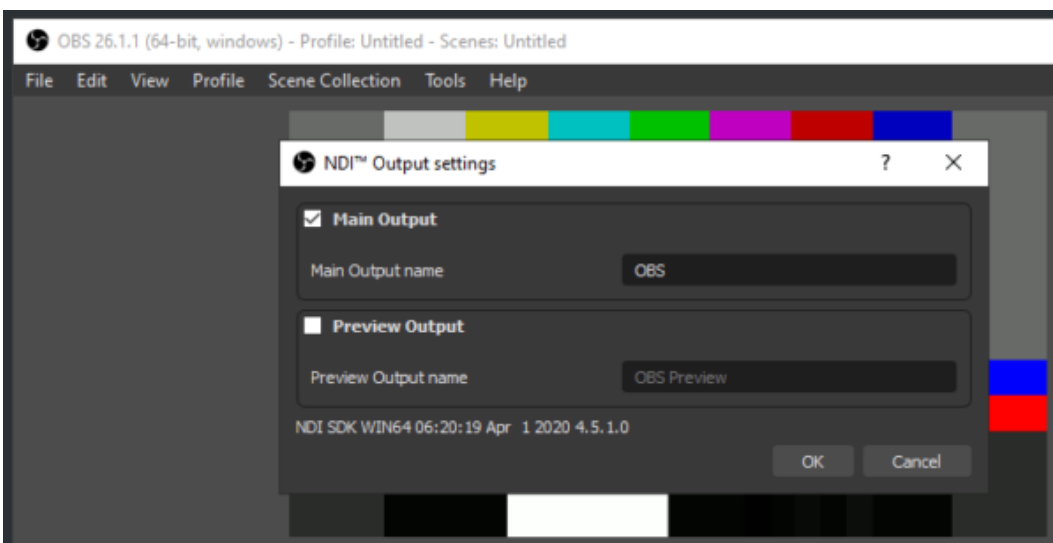 OBS 26.1.1 (64-bit, windows) - Profile: Untitled - Scenes: Untitled
File Edit View Profile Scene Collection Tools Help
NDI™ Output settings ? ×
Main Output
Main Output name OBS
Preview Output
Preview Output name OBS Preview
NDI SDK WIN64 06:20:19 Apr 1 2020 4.5.1.0
OK Cancel